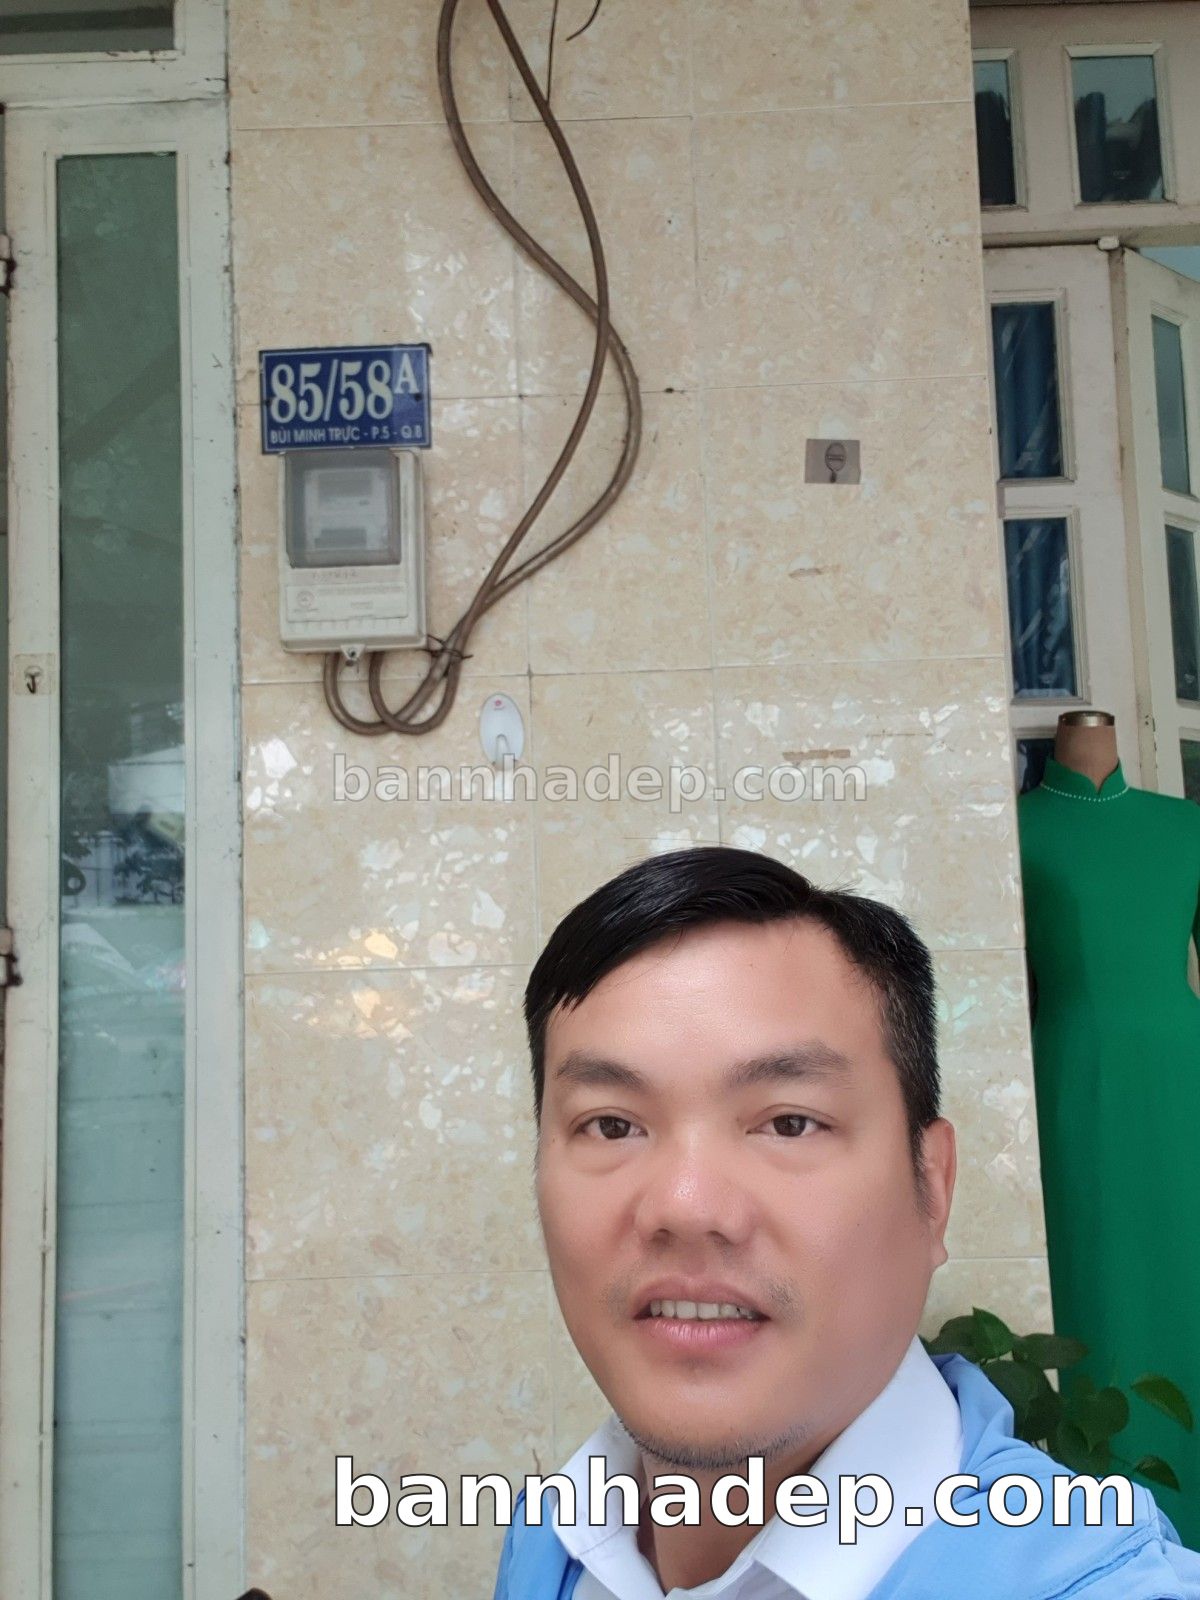 85/58A
BÙI MINH TRỰC - P.5 - Q.8
bannhadep.com
bannhadep.com